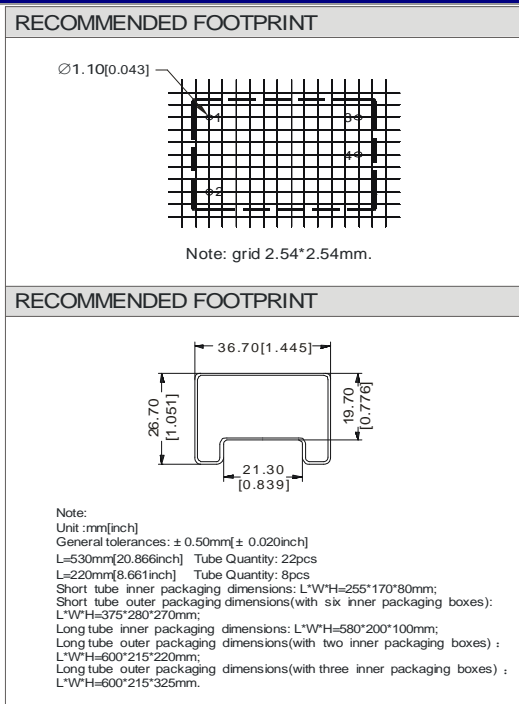 RECOMMENDED FOOTPRINT
Ø1.10[0.043]
1
3
4
2
Note: grid 2.54*2.54mm.
RECOMMENDED FOOTPRINT
36.70[1.445]
26.70
[1.051]
19.70
[0.776]
21.30
[0.839]
Note:
Unit :mm[inch]
General tolerances: ± 0.50mm[± 0.020inch]
L=530mm[20.866inch] Tube Quantity: 22pcs
L=220mm[8.661inch] Tube Quantity: 8pcs
Short tube inner packaging dimensions: L*W*H=255*170*80mm;
Short tube outer packaging dimensions(with six inner packaging boxes):
L*W*H=375*280*270mm;
Long tube inner packaging dimensions: L*W*H=580*200*100mm;
Long tube outer packaging dimensions(with two inner packaging boxes) :
L*W*H=600*215*220mm;
Long tube outer packaging dimensions(with three inner packaging boxes) :
L*W*H=600*215*325mm.